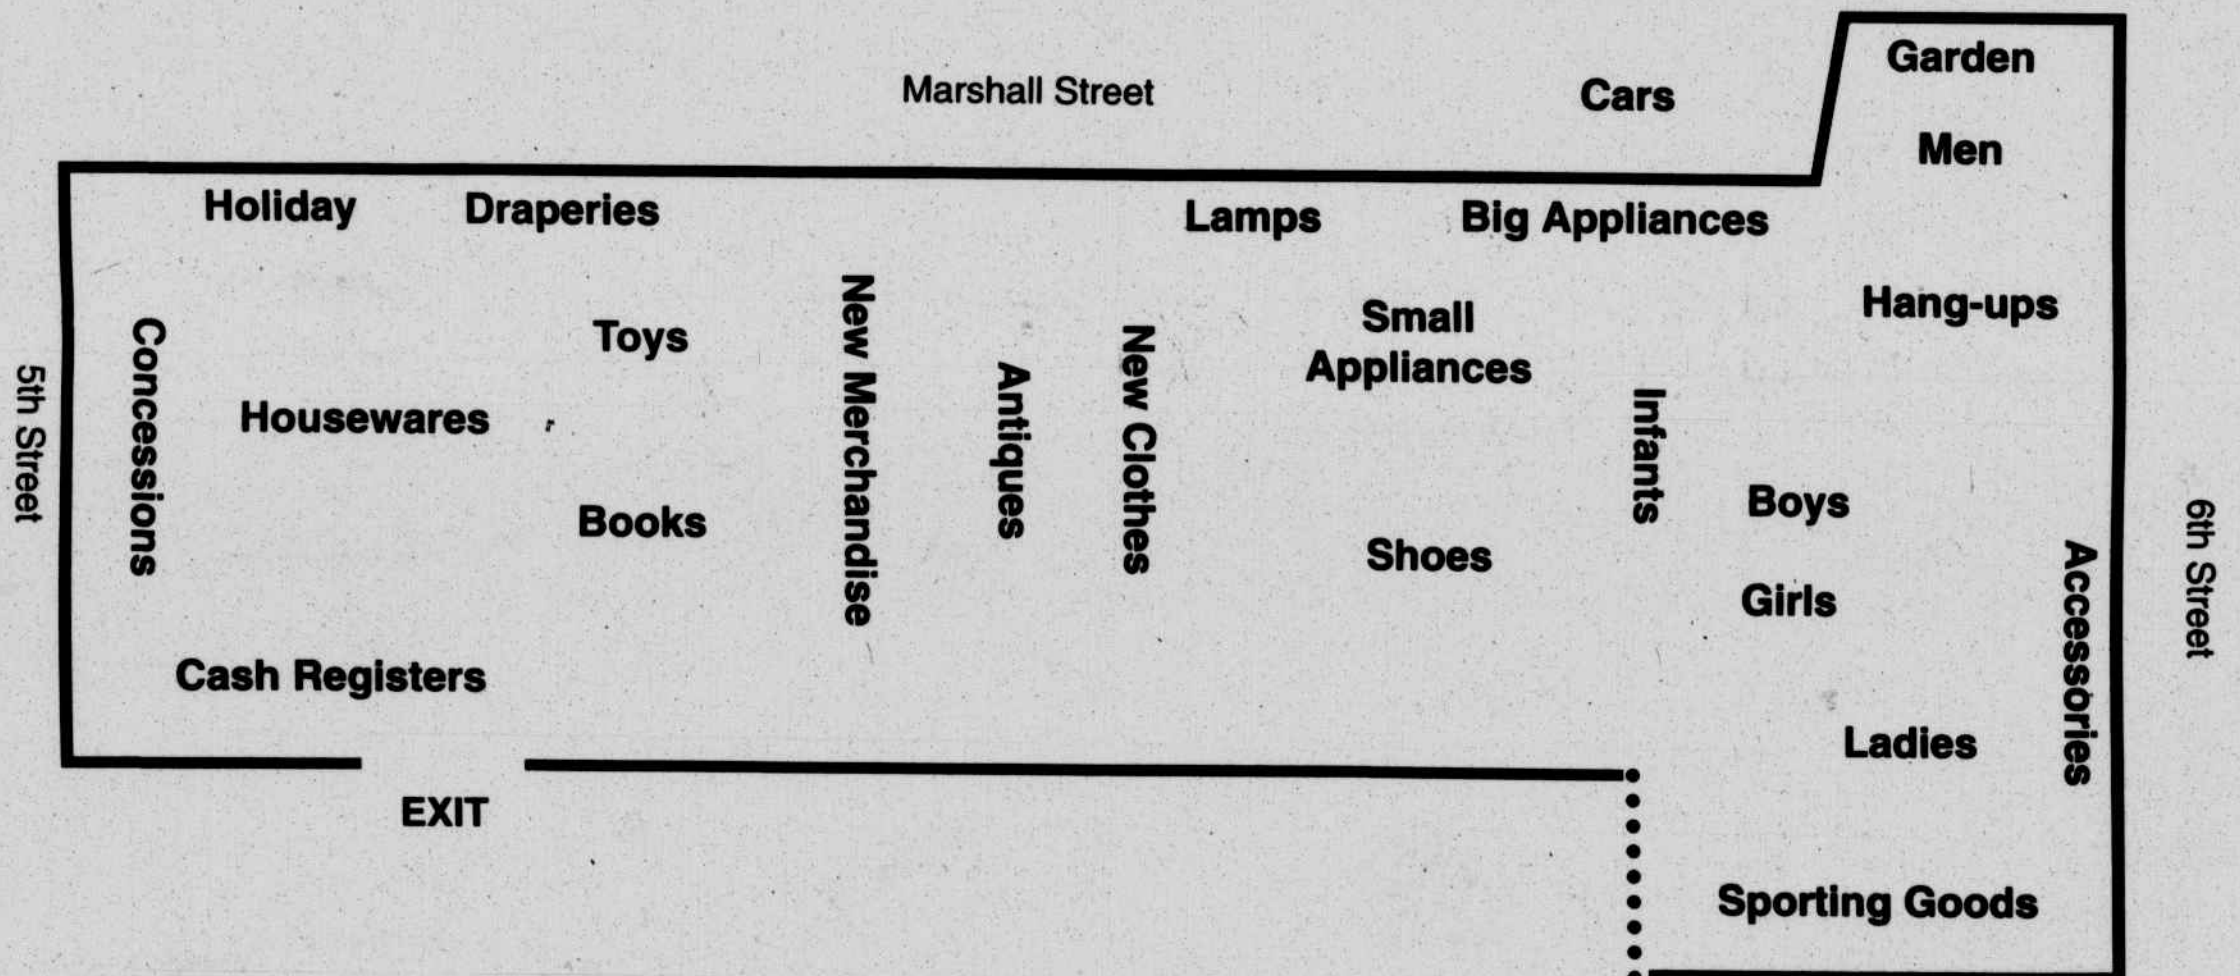 Garden
Marshall Street
Cars
Men
Holiday
Draperies
Lamps
Big Appliances
Hang-ups
Concessions
Toys
New Merchandise
Antiques
New Clothes
Small
Appliances
5th Street
Housewares
Infants
Books
Shoes
Boys
Girls
Accessories
6th Street
Cash Registers
Ladies
EXIT
Sporting Goods